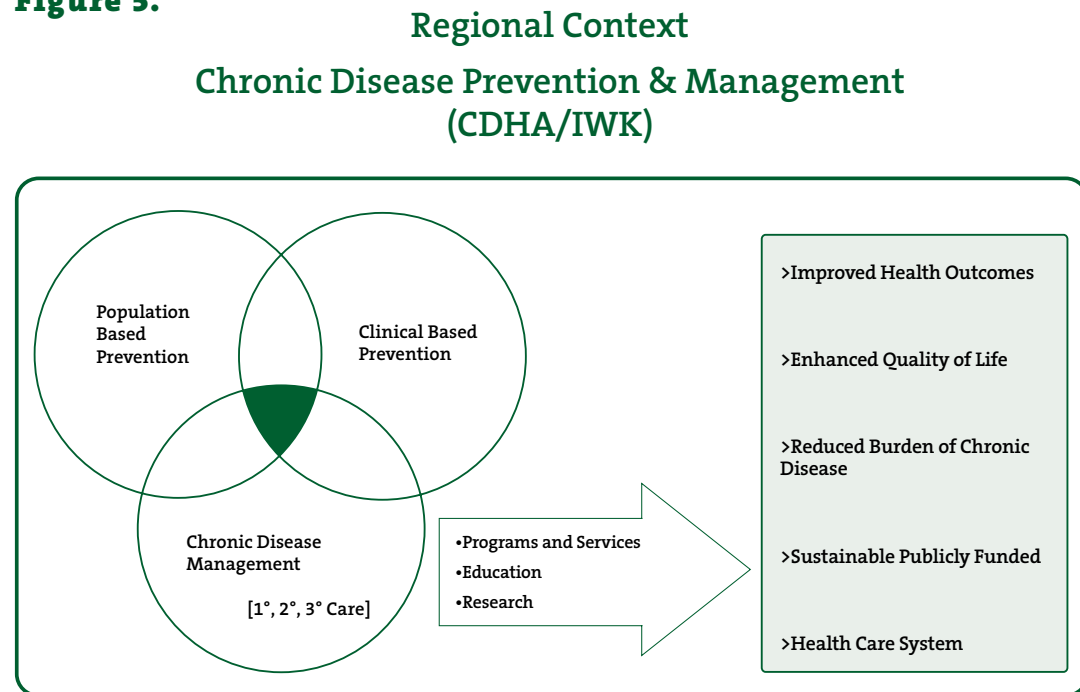 Figure 5.
Regional Context
Chronic Disease Prevention & Management
(CDHA/IWK)
Population
Based
Prevention
Clinical Based
Prevention
Chronic Disease
Management
[1°, 2°, 3° Care]
•Programs and Services
•Education
•Research
>Improved Health Outcomes
>Enhanced Quality of Life
>Reduced Burden of Chronic
Disease
>Sustainable Publicly Funded
>Health Care System